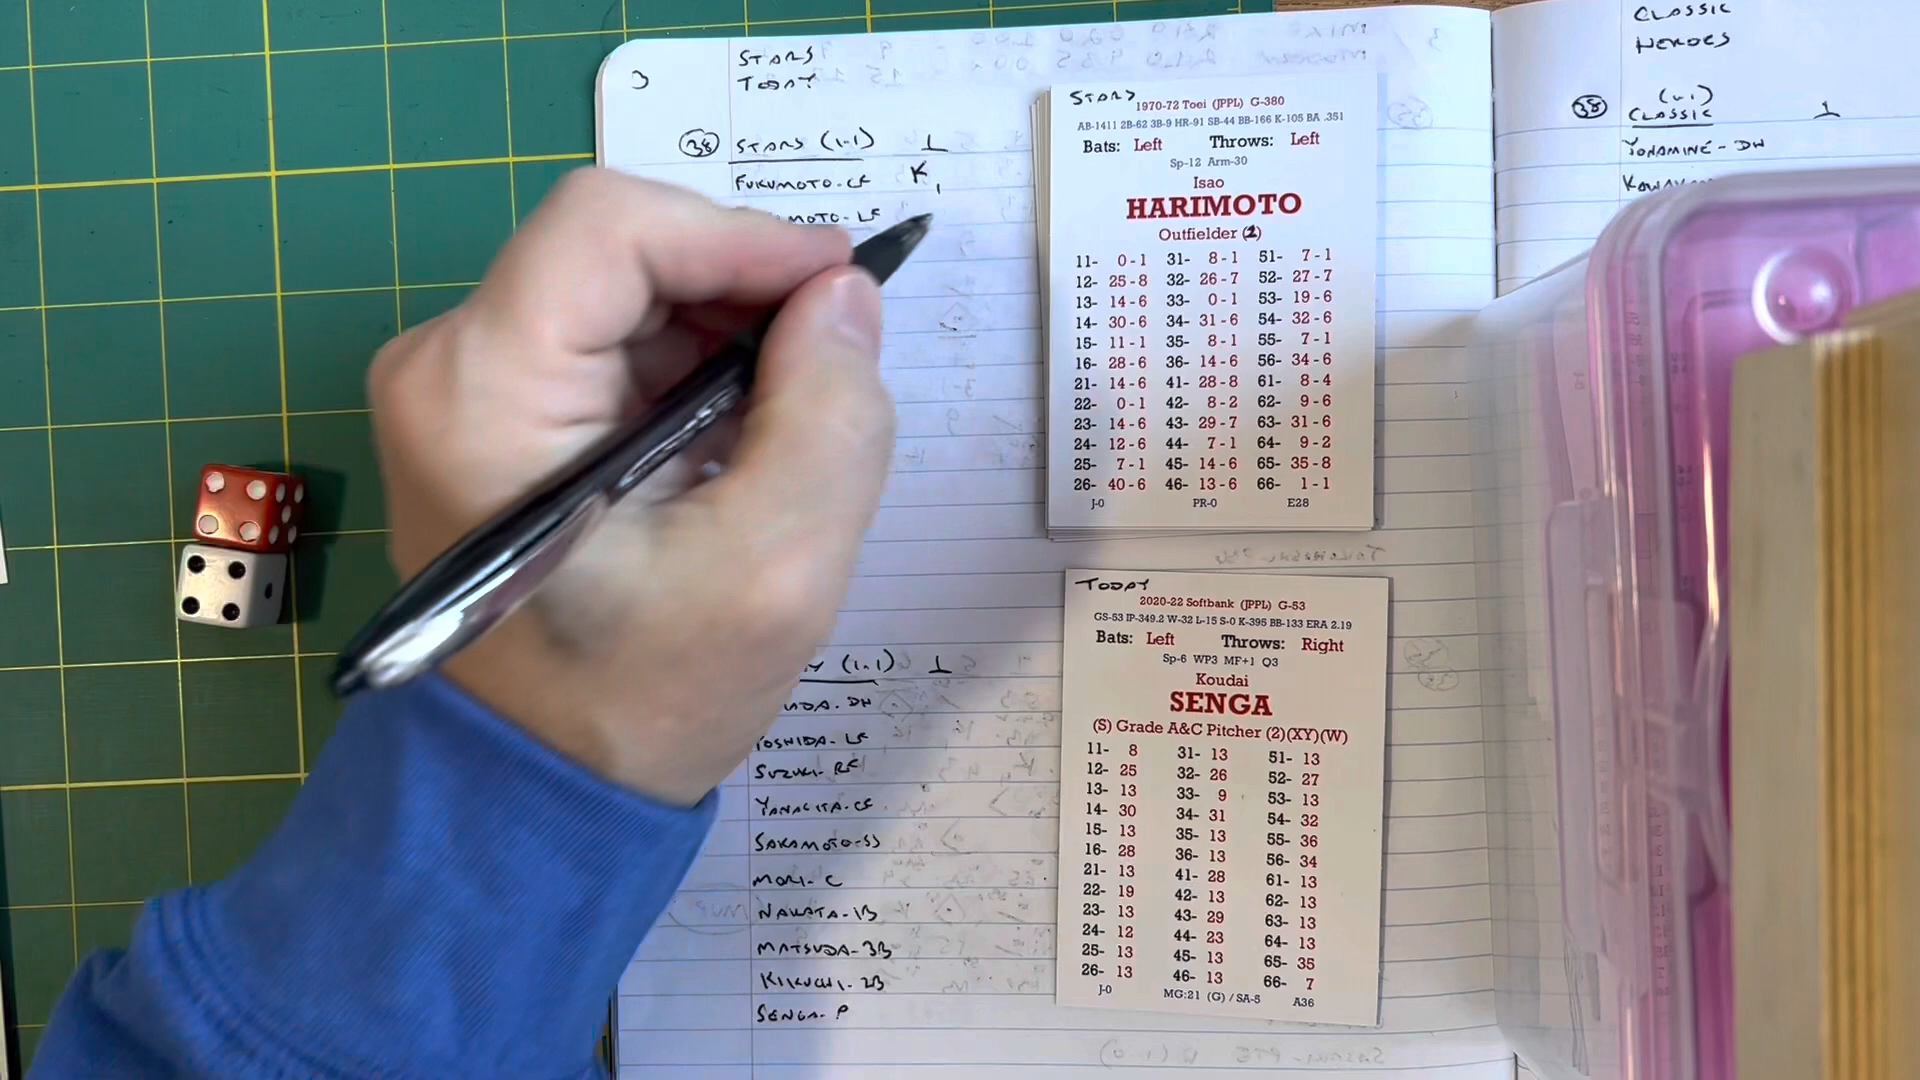 3
STARS
TODAY
38 STARS (1-1) 1
FUKUMOTO-CF K 1
MOTO-LF
STARS
1970-72 Toei (JPPL) G-380
AB-1411 2B-62 3B-9 HR-91 SB-44 BB-166 K-105 BA .351
Bats: Left Throws: Left
Sp-12 Arm-30
Isao
HARIMOTO
Outfielder (2)
11- 0-1 31- 8-1 51- 7-1
12- 25-8 32- 26-7 52- 27-7
13- 14-6 33- 0-1 53- 19-6
14- 30-6 34- 31-6 54- 32-6
15- 11-1 35- 8-1 55- 7-1
16- 28-6 36- 14-6 56- 34-6
21- 14-6 41- 28-8 61- 8-4
22- 0-1 42- 8-2 62- 9-6
23- 14-6 43- 29-7 63- 31-6
24- 12-6 44- 7-1 64- 9-2
25- 7-1 45- 14-6 65- 35-8
26- 40-6 46- 13-6 66- 1-1
J-0 PR-0 E28
CLASSIC
HEROES
38 (1-1)
CLASSIC 1
YONAMINE-DH
(1-1) 1
DH
YOSHIDA-LF
SUZUKI-RF
YANAGITA-CF
SAKAMOTO-SS
MORI-C
NAKATA-1B
MATSUDA-3B
KIKUCHI-2B
SENGA-P
TODAY
2020-22 Softbank (JPPL) G-53
GS-53 IP-349.2 W-32 L-15 S-0 K-395 BB-133 ERA 2.19
Bats: Left Throws: Right
Sp-6 WP3 MF+1 Q3
Koudai
SENGA
(S) Grade A&C Pitcher (2)(XY)(W)
11- 8 31- 13 51- 13
12- 25 32- 26 52- 27
13- 13 33- 9 53- 13
14- 30 34- 31 54- 32
15- 13 35- 13 55- 36
16- 28 36- 13 56- 34
21- 13 41- 28 61- 13
22- 19 42- 13 62- 13
23- 13 43- 29 63- 13
24- 12 44- 23 64- 13
25- 13 45- 13 65- 35
26- 13 46- 13 66- 7
J-0 MG:21 (G) / SA-5 A36